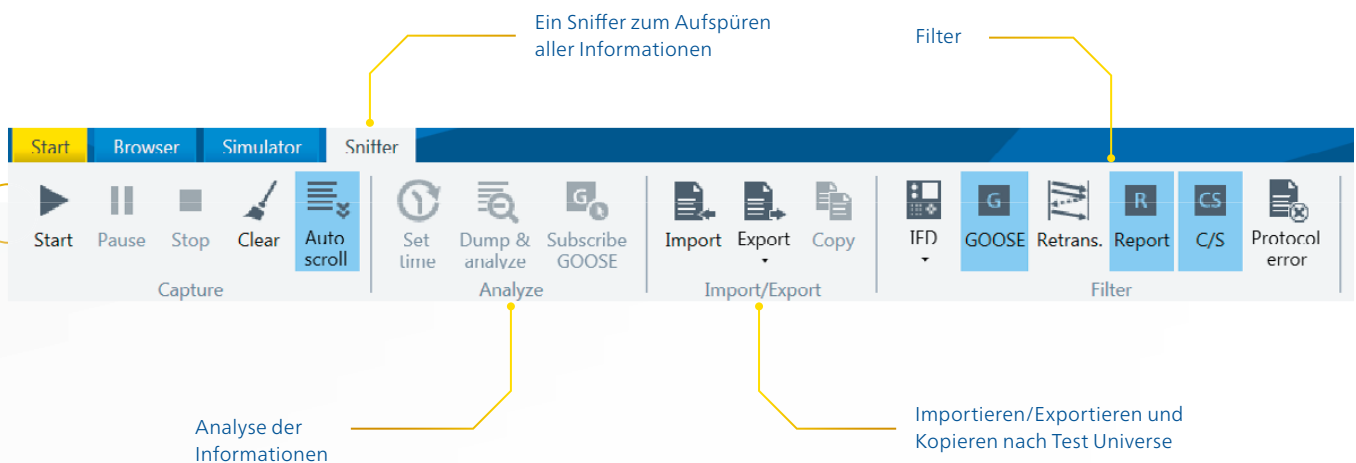 Ein Sniffer zum Aufspüren
aller Informationen
Filter
Start Browser Simulator Sniffer
Start Pause Stop Clear Auto scroll
Set time Dump & analyze Subscribe GOOSE
Import Export Copy
IED G GOOSE Retrans. R Report CS C/S Protocol error
Capture Analyze Import/Export Filter
Analyse der
Informationen
Importieren/Exportieren und
Kopieren nach Test Universe